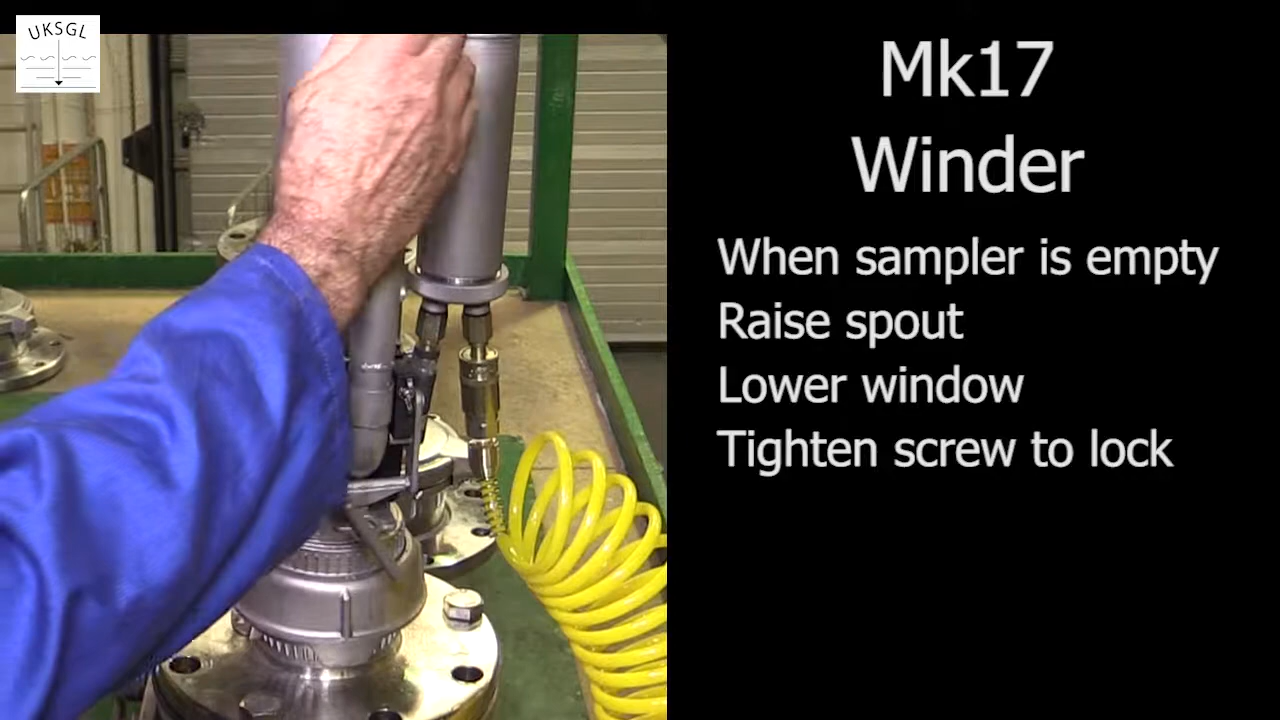 UKSGL
Mk17
Winder
When sampler is empty
Raise spout
Lower window
Tighten screw to lock